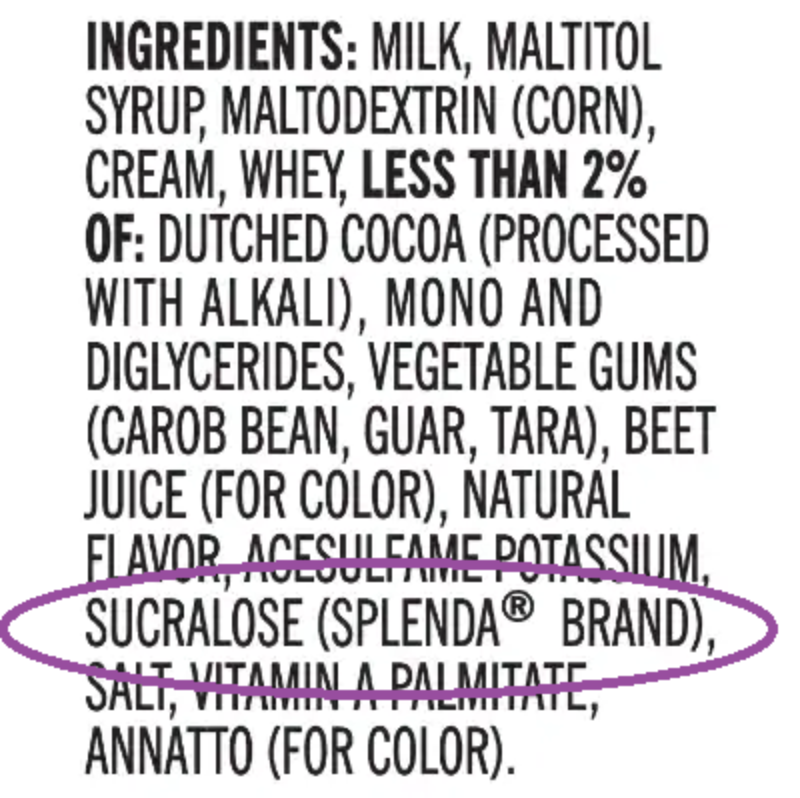 INGREDIENTS: MILK, MALTITOL
SYRUP, MALTODEXTRIN (CORN),
CREAM, WHEY, LESS THAN 2%
OF: DUTCHED COCOA (PROCESSED
WITH ALKALI), MONO AND
DIGLYCERIDES, VEGETABLE GUMS
(CAROB BEAN, GUAR, TARA), BEET
JUICE (FOR COLOR), NATURAL
FLAVOR, ACESULFAME POTASSIUM,
SUCRALOSE (SPLENDA® BRAND),
SALT, VITAMIN A PALMITATE,
ANNATTO (FOR COLOR).